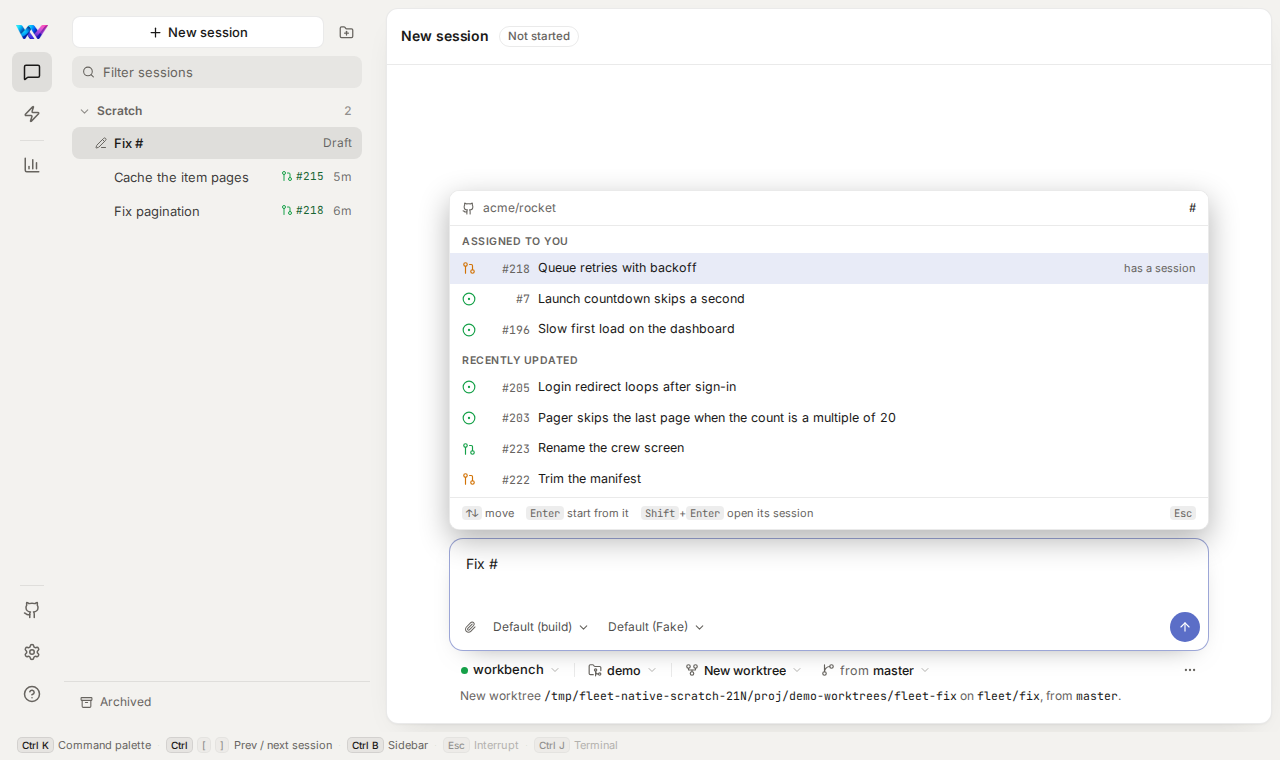 New session
Filter sessions
Scratch 2
Fix # Draft
Cache the item pages #215 5m
Fix pagination #218 6m
Archived
New session Not started
acme/rocket #
ASSIGNED TO YOU
#218 Queue retries with backoff has a session
#7 Launch countdown skips a second
#196 Slow first load on the dashboard
RECENTLY UPDATED
#205 Login redirect loops after sign-in
#203 Pager skips the last page when the count is a multiple of 20
#223 Rename the crew screen
#222 Trim the manifest
↑↓ move Enter start from it Shift+Enter open its session Esc
Fix #
Default (build) Default (Fake)
workbench demo New worktree from master
New worktree /tmp/fleet-native-scratch-21N/proj/demo-worktrees/fleet-fix on fleet/fix, from master.
Ctrl K Command palette Ctrl [ ] Prev / next session Ctrl B Sidebar Esc Interrupt Ctrl J Terminal